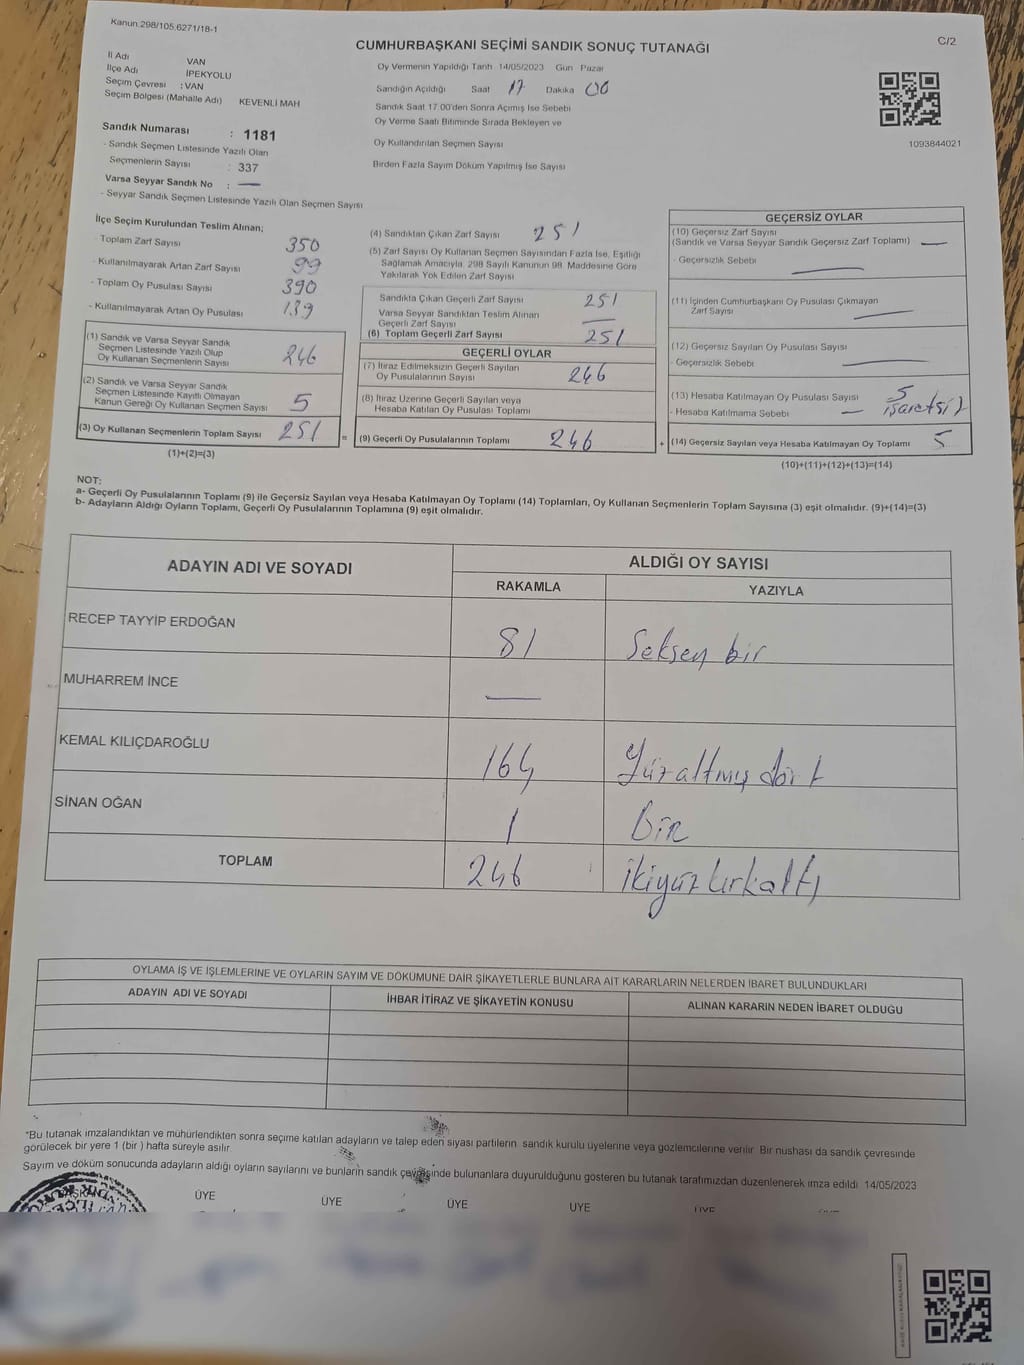 Kanun:298/105.6271/18-1
C/2
CUMHURBAŞKANI SEÇİMİ SANDIK SONUÇ TUTANAĞI
İl Adı VAN
İlçe Adı İPEKYOLU
Seçim Çevresi : VAN
Seçim Bölgesi (Mahalle Adı) KEVENLİ MAH
Sandık Numarası : 1181
- Sandık Seçmen Listesinde Yazılı Olan
Seçmenlerin Sayısı : 337
Varsa Seyyar Sandık No : —
- Seyyar Sandık Seçmen Listesinde Yazılı Olan Seçmen Sayısı
Oy Vermenin Yapıldığı Tarih 14/05/2023 Gün Pazar
Sandığın Açıldığı Saat 17 Dakika 00
Sandık Saat 17.00'den Sonra Açılmış İse Sebebi
Oy Verme Saati Bitiminde Sırada Bekleyen ve
Oy Kullandırılan Seçmen Sayısı
Birden Fazla Sayım Döküm Yapılmış İse Sayısı
1093844021
İlçe Seçim Kurulundan Teslim Alınan;
- Toplam Zarf Sayısı 350
- Kullanılmayarak Artan Zarf Sayısı 99
- Toplam Oy Pusulası Sayısı 390
- Kullanılmayarak Artan Oy Pusulası 139
(1) Sandık ve Varsa Seyyar Sandık
Seçmen Listesinde Yazılı Olup
Oy Kullanan Seçmenlerin Sayısı 246
(2) Sandık ve Varsa Seyyar Sandık
Seçmen Listesinde Kayıtlı Olmayan
Kanun Gereği Oy Kullanan Seçmen Sayısı 5
(3) Oy Kullanan Seçmenlerin Toplam Sayısı 251
(1)+(2)=(3)
(4) Sandıktan Çıkan Zarf Sayısı 251
(5) Zarf Sayısı Oy Kullanan Seçmen Sayısından Fazla İse, Eşitliği
Sağlamak Amacıyla, 298 Sayılı Kanunun 98. Maddesine Göre
Yakılarak Yok Edilen Zarf Sayısı
Sandıkta Çıkan Geçerli Zarf Sayısı 251
Varsa Seyyar Sandıktan Teslim Alınan
Geçerli Zarf Sayısı —
(6) Toplam Geçerli Zarf Sayısı 251
GEÇERLİ OYLAR
(7) İtiraz Edilmeksizin Geçerli Sayılan
Oy Pusulalarının Sayısı 246
(8) İtiraz Üzerine Geçerli Sayılan veya
Hesaba Katılan Oy Pusulası Toplamı
= (9) Geçerli Oy Pusulalarının Toplamı 246
GEÇERSİZ OYLAR
(10) Geçersiz Zarf Sayısı
(Sandık ve Varsa Seyyar Sandık Geçersiz Zarf Toplamı) —
- Geçersizlik Sebebi —
(11) İçinden Cumhurbaşkanı Oy Pusulası Çıkmayan
Zarf Sayısı —
(12) Geçersiz Sayılan Oy Pusulası Sayısı
- Geçersizlik Sebebi —
(13) Hesaba Katılmayan Oy Pusulası Sayısı 5
- Hesaba Katılmama Sebebi — işaretsiz
+ (14) Geçersiz Sayılan veya Hesaba Katılmayan Oy Toplamı 5
(10)+(11)+(12)+(13)=(14)
NOT:
a- Geçerli Oy Pusulalarının Toplamı (9) ile Geçersiz Sayılan veya Hesaba Katılmayan Oy Toplamı (14) Toplamları, Oy Kullanan Seçmenlerin Toplam Sayısına (3) eşit olmalıdır. (9)+(14)=(3)
b- Adayların Aldığı Oyların Toplamı, Geçerli Oy Pusulalarının Toplamına (9) eşit olmalıdır.
ADAYIN ADI VE SOYADI ALDIĞI OY SAYISI
RAKAMLA YAZIYLA
RECEP TAYYİP ERDOĞAN 81 Seksen bir
MUHARREM İNCE —
KEMAL KILIÇDAROĞLU 164 Yüzaltmış dört
SİNAN OĞAN 1 Bir
TOPLAM 246 ikiyüzkırkaltı
OYLAMA İŞ VE İŞLEMLERİNE VE OYLARIN SAYIM VE DÖKÜMÜNE DAİR ŞİKAYETLERLE BUNLARA AİT KARARLARIN NELERDEN İBARET BULUNDUKLARI
ADAYIN ADI VE SOYADI İHBAR İTİRAZ VE ŞİKAYETİN KONUSU ALINAN KARARIN NEDEN İBARET OLDUĞU
*Bu tutanak imzalandıktan ve mühürlendikten sonra seçime katılan adayların ve talep eden siyasi partilerin sandık kurulu üyelerine veya gözlemcilerine verilir. Bir nüshası da sandık çevresinde
görülecek bir yere 1 (bir) hafta süreyle asılır.
Sayım ve döküm sonucunda adayların aldığı oyların sayılarını ve bunların sandık çevresinde bulunanlara duyurulduğunu gösteren bu tutanak tarafımızdan düzenlenerek imza edildi. 14/05/2023
BAŞKAN ÜYE ÜYE ÜYE ÜYE ÜYE